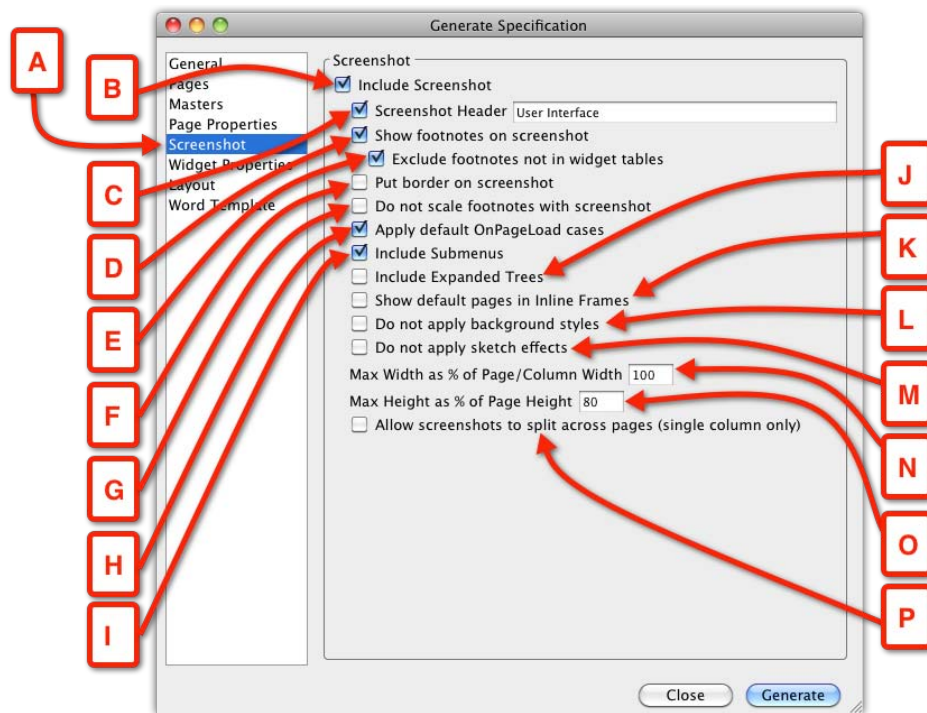 Generate Specification
A
B
C
D
E
F
G
H
I
General
Pages
Masters
Page Properties
Screenshot
Widget Properties
Layout
Word Template
Screenshot
Include Screenshot
Screenshot Header User Interface
Show footnotes on screenshot
Exclude footnotes not in widget tables
Put border on screenshot
Do not scale footnotes with screenshot
Apply default OnPageLoad cases
Include Submenus
Include Expanded Trees
Show default pages in Inline Frames
Do not apply background styles
Do not apply sketch effects
Max Width as % of Page/Column Width 100
Max Height as % of Page Height 80
Allow screenshots to split across pages (single column only)
J
K
L
M
N
O
P
Close Generate